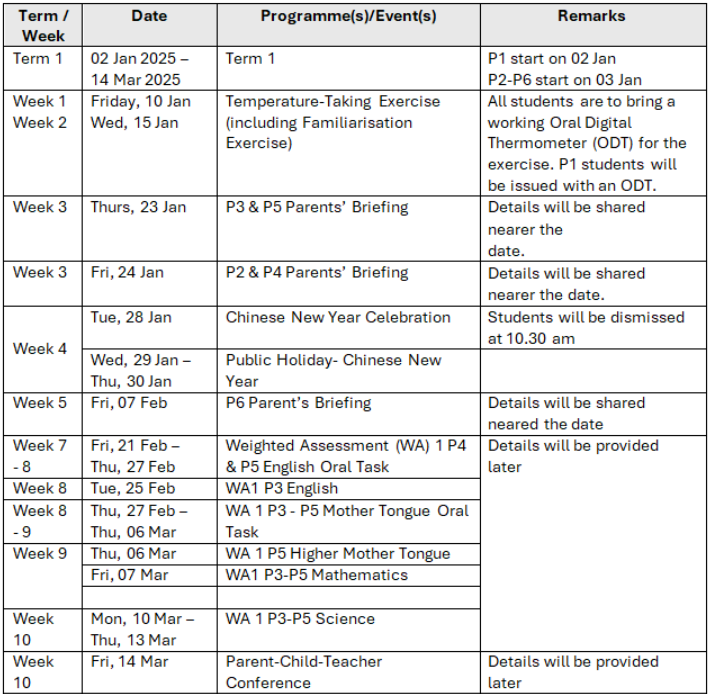 Term / Week
Date
Programme(s)/Event(s)
Remarks
Term 1
02 Jan 2025 –
14 Mar 2025
Term 1
P1 start on 02 Jan
P2-P6 start on 03 Jan
Week 1
Week 2
Friday, 10 Jan
Wed, 15 Jan
Temperature-Taking Exercise
(including Familiarisation
Exercise)
All students are to bring a
working Oral Digital
Thermometer (ODT) for the
exercise. P1 students will
be issued with an ODT.
Week 3
Thurs, 23 Jan
P3 & P5 Parents’ Briefing
Details will be shared
nearer the
date.
Week 3
Fri, 24 Jan
P2 & P4 Parents’ Briefing
Details will be shared
nearer the date.
Week 4
Tue, 28 Jan
Chinese New Year Celebration
Students will be dismissed
at 10.30 am
Wed, 29 Jan –
Thu, 30 Jan
Public Holiday- Chinese New
Year
Week 5
Fri, 07 Feb
P6 Parent’s Briefing
Details will be shared
neared the date
Week 7
- 8
Fri, 21 Feb –
Thu, 27 Feb
Weighted Assessment (WA) 1 P4
& P5 English Oral Task
Details will be provided
later
Week 8
Tue, 25 Feb
WA1 P3 English
Week 8
- 9
Thu, 27 Feb –
Thu, 06 Mar
WA 1 P3 - P5 Mother Tongue Oral
Task
Week 9
Thu, 06 Mar
WA 1 P5 Higher Mother Tongue
Fri, 07 Mar
WA1 P3-P5 Mathematics
Week
10
Mon, 10 Mar –
Thu, 13 Mar
WA 1 P3-P5 Science
Week
10
Fri, 14 Mar
Parent-Child-Teacher
Conference
Details will be provided
later